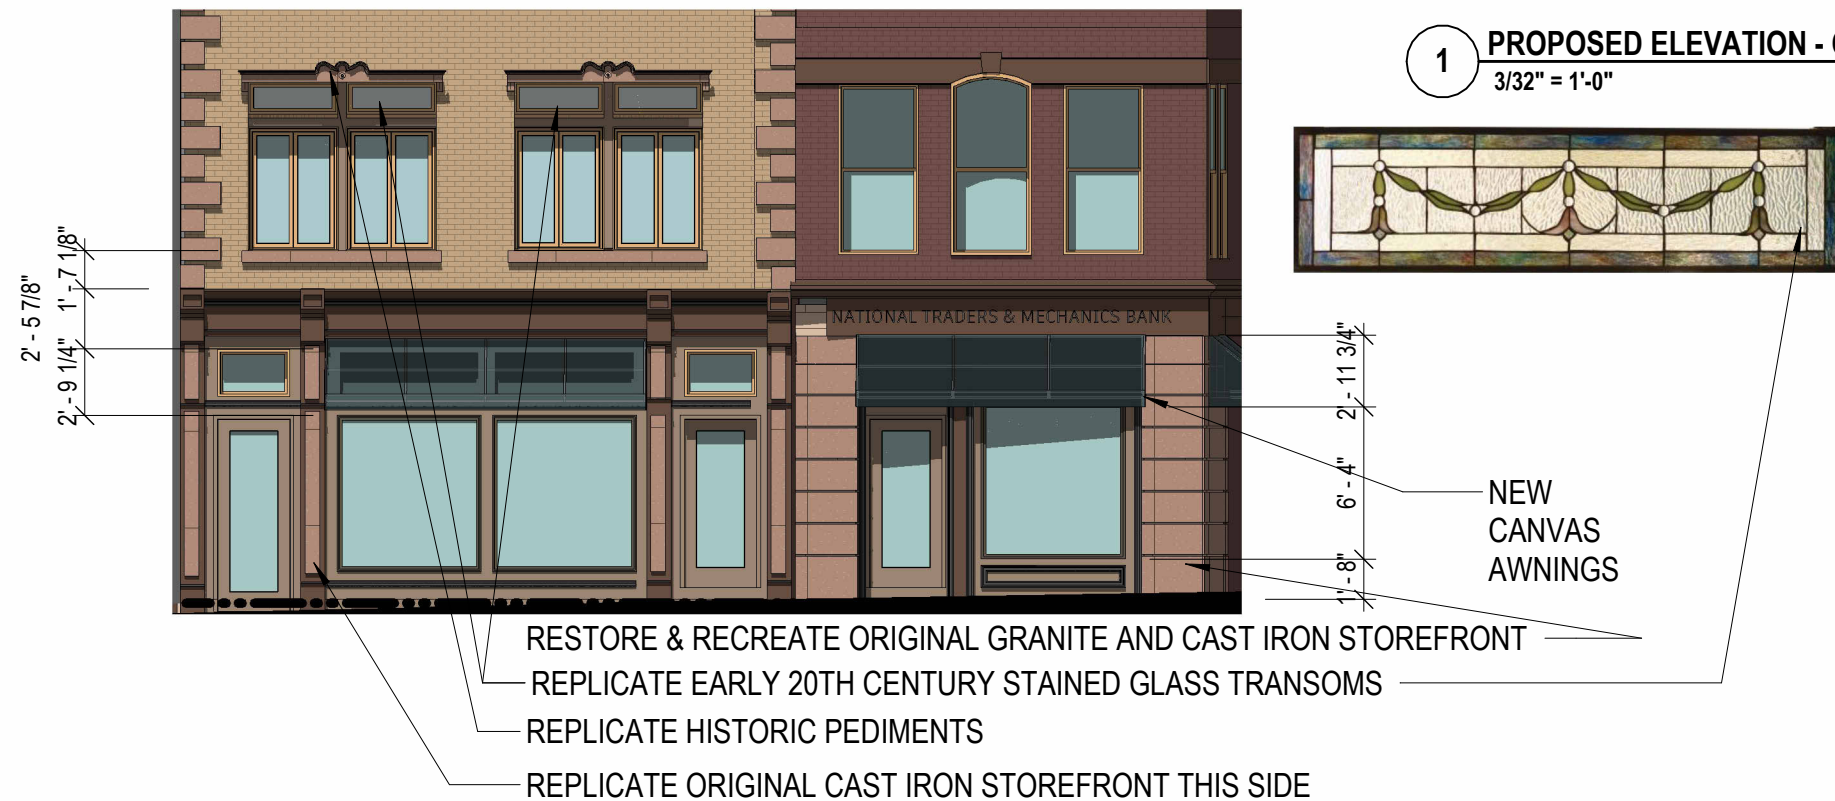 1
PROPOSED ELEVATION -
3/32" = 1'-0"
2' - 5 7/8"
1' - 7 1/8"
2' - 9 1/4"
NATIONAL TRADERS & MECHANICS BANK
2' - 11 3/4"
6' - 4"
1' - 8"
NEW
CANVAS
AWNINGS
RESTORE & RECREATE ORIGINAL GRANITE AND CAST IRON STOREFRONT
REPLICATE EARLY 20TH CENTURY STAINED GLASS TRANSOMS
REPLICATE HISTORIC PEDIMENTS
REPLICATE ORIGINAL CAST IRON STOREFRONT THIS SIDE